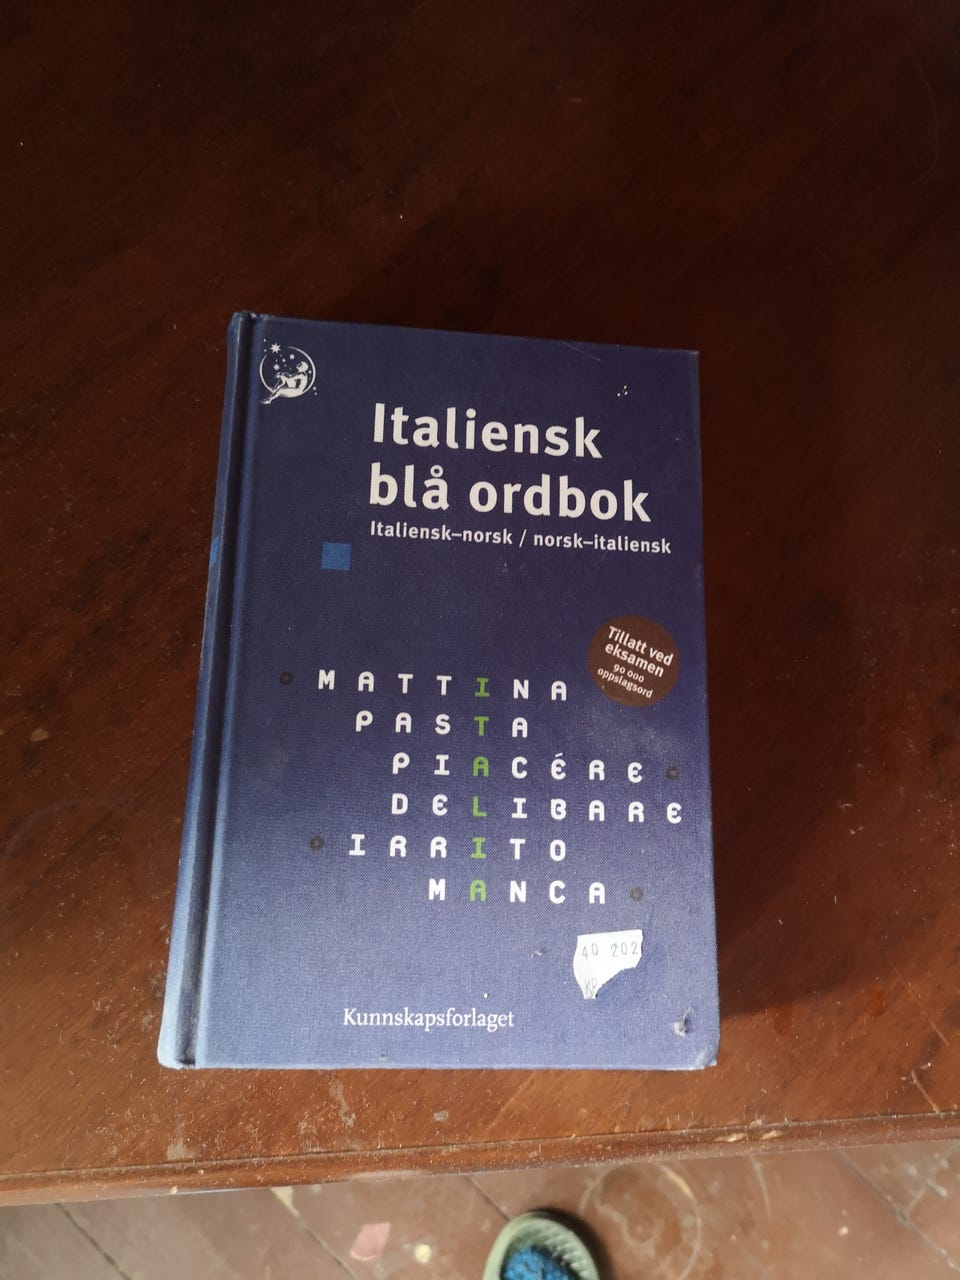 Italiensk
blå ordbok
Italiensk–norsk / norsk–italiensk
Tillatt ved
eksamen
90 000
oppslagsord
MATTINA
PASTA
PIACÉRE
DELIBARE
IRRITO
MANCA
40 202
KR
Kunnskapsforlaget